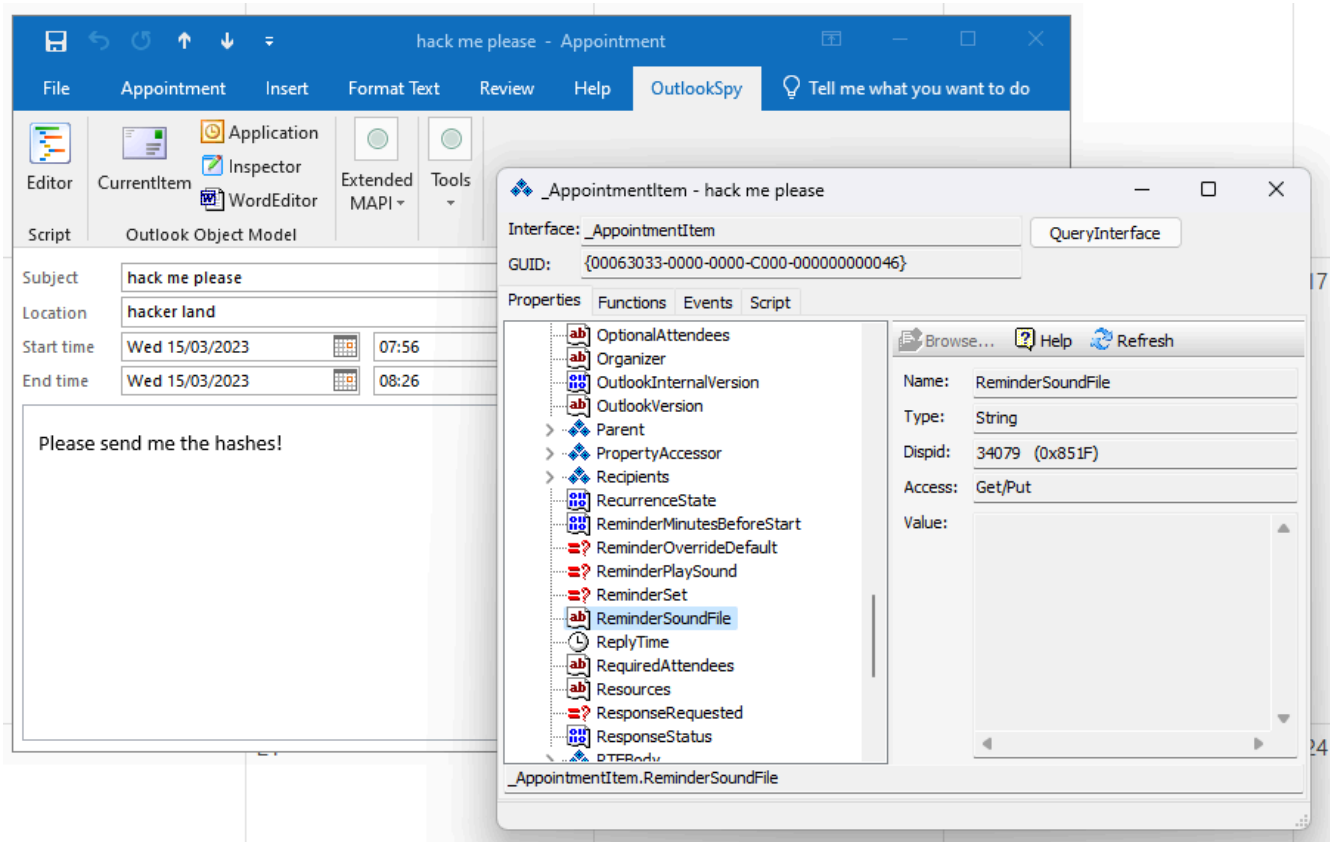 hack me please - Appointment
File Appointment Insert Format Text Review Help OutlookSpy Tell me what you want to do
Editor
CurrentItem
Application
Inspector
WordEditor
Extended MAPI
Tools
Script Outlook Object Model
Subject hack me please
Location hacker land
Start time Wed 15/03/2023 07:56
End time Wed 15/03/2023 08:26
Please send me the hashes!
_AppointmentItem - hack me please
Interface: _AppointmentItem QueryInterface
GUID: {00063033-0000-0000-C000-000000000046}
Properties Functions Events Script
OptionalAttendees
Organizer
OutlookInternalVersion
OutlookVersion
Parent
PropertyAccessor
Recipients
RecurrenceState
ReminderMinutesBeforeStart
ReminderOverrideDefault
ReminderPlaySound
ReminderSet
ReminderSoundFile
ReplyTime
RequiredAttendees
Resources
ResponseRequested
ResponseStatus
RTFBody
Browse... Help Refresh
Name: ReminderSoundFile
Type: String
Dispid: 34079 (0x851F)
Access: Get/Put
Value:
_AppointmentItem.ReminderSoundFile
17
24